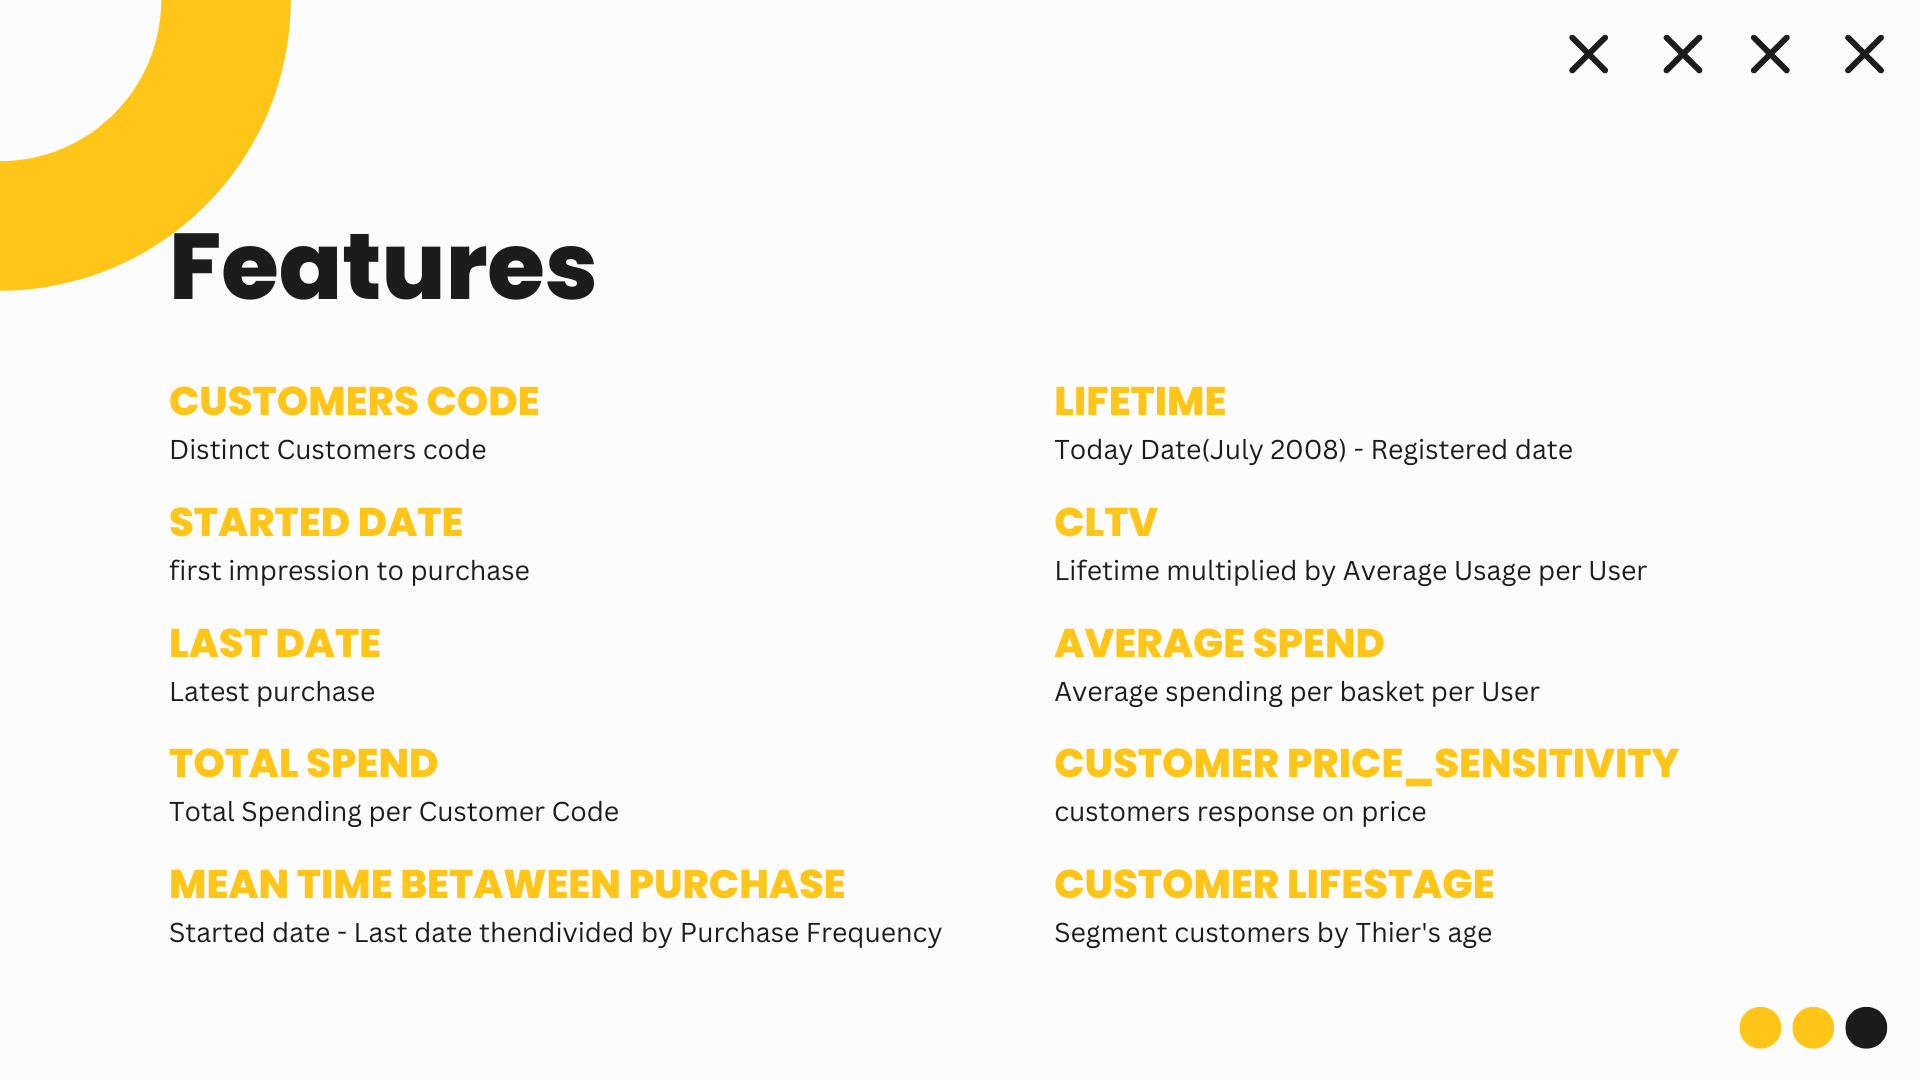 Features
CUSTOMERS CODE
Distinct Customers code
STARTED DATE
first impression to purchase
LAST DATE
Latest purchase
TOTAL SPEND
Total Spending per Customer Code
MEAN TIME BETAWEEN PURCHASE
Started date - Last date thendivided by Purchase Frequency
LIFETIME
Today Date(July 2008) - Registered date
CLTV
Lifetime multiplied by Average Usage per User
AVERAGE SPEND
Average spending per basket per User
CUSTOMER PRICE_SENSITIVITY
customers response on price
CUSTOMER LIFESTAGE
Segment customers by Thier's age